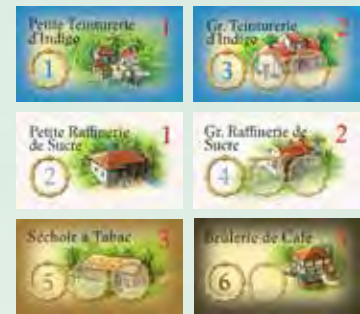 Petite Teinturerie 1
d'Indigo
1
Gr. Teinturerie 2
d'Indigo
3
Petite Raffinerie 1
de Sucre
2
Gr. Raffinerie de 2
Sucre
4
Séchoir à Tabac 3
5
Brûlerie de Café
6